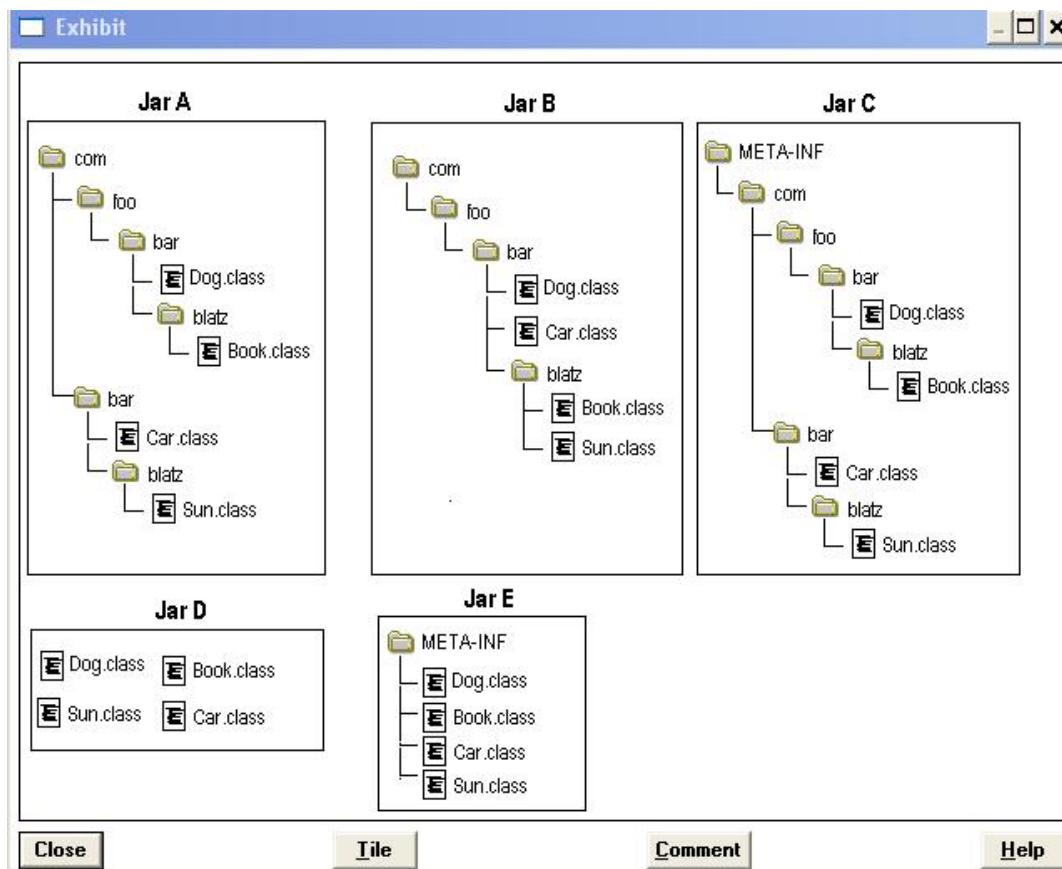 Exhibit
Jar A
com
foo
bar
Dog.class
blatz
Book.class
bar
Car.class
blatz
Sun.class
Jar B
com
foo
bar
Dog.class
Car.class
blatz
Book.class
Sun.class
Jar C
META-INF
com
foo
bar
Dog.class
blatz
Book.class
bar
Car.class
blatz
Sun.class
Jar D
Dog.class Book.class
Sun.class Car.class
Jar E
META-INF
Dog.class
Book.class
Car.class
Sun.class
Close Tile Comment Help